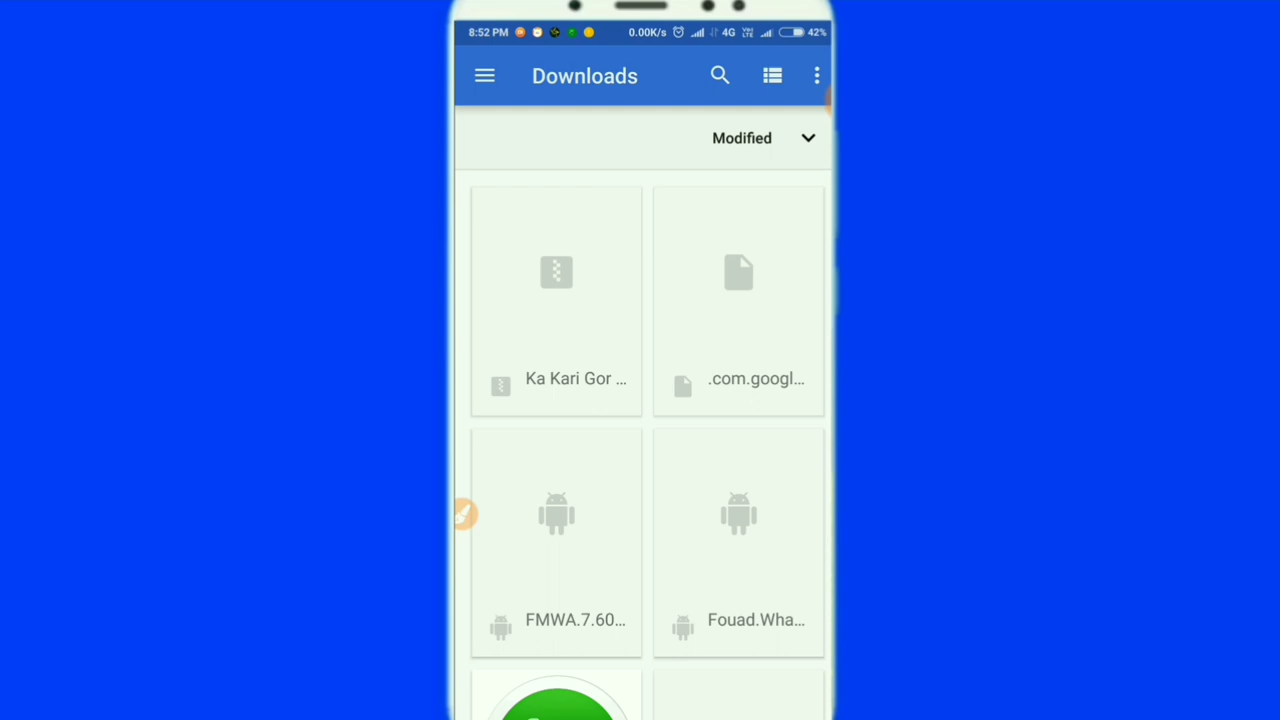 8:52 PM 0.00K/s 4G VoLTE 42%
Downloads
Modified
Ka Kari Gor ...
.com.googl...
FMWA.7.60...
Fouad.Wha...